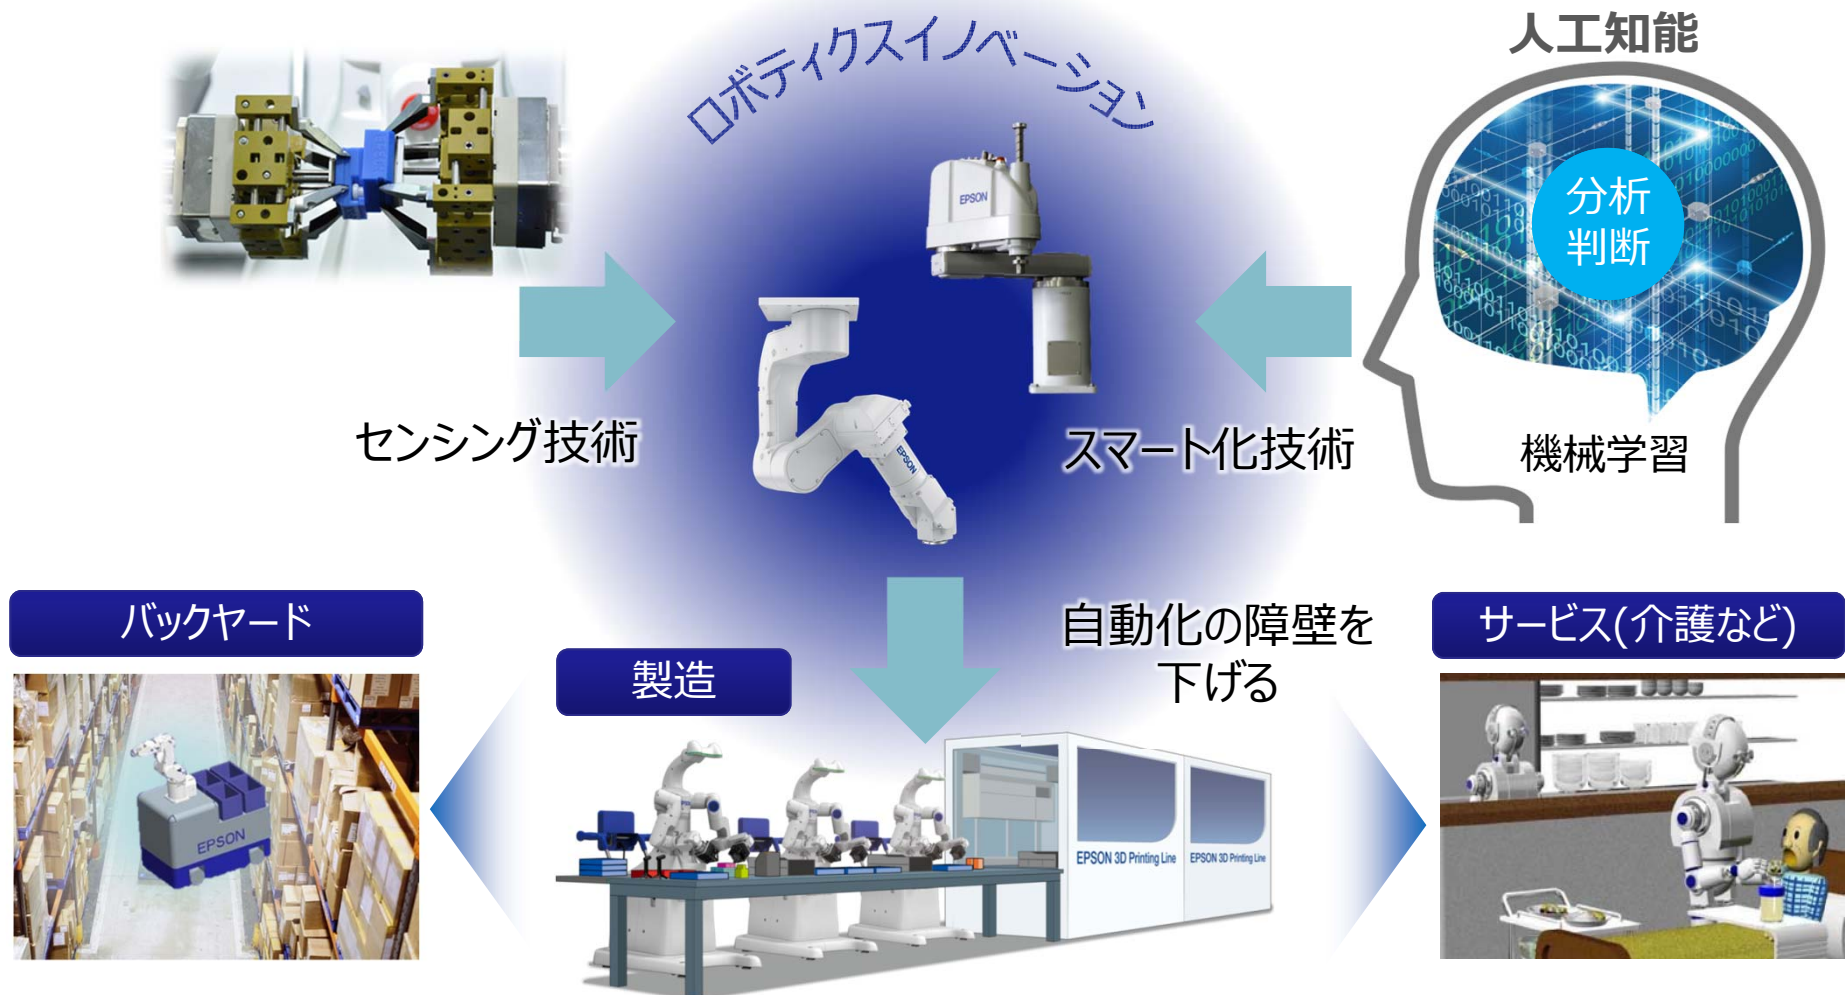 ロボティクスイノベーション
人工知能
分析
判断
EPSON
EPSON
センシング技術
スマート化技術
機械学習
バックヤード
製造
自動化の障壁を
下げる
サービス(介護など)
EPSON
EPSON 3D Printing Line
EPSON 3D Printing Line